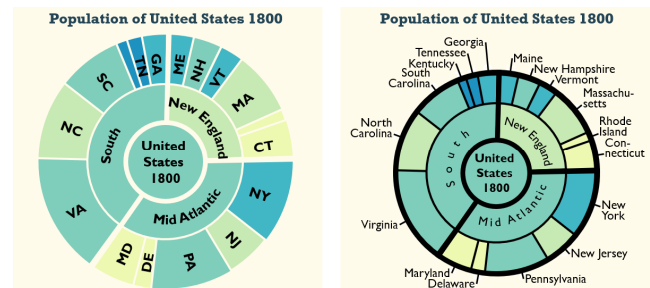 Population of United States 1800
GA
ME
NH
VT
MA
CT
NY
NJ
PA
DE
MD
VA
NC
SC
TN
New England
Mid Atlantic
South
United
States
1800
Population of United States 1800
Georgia
Tennessee
Kentucky
South
Carolina
North
Carolina
Virginia
Maryland
Delaware
Pennsylvania
New Jersey
New
York
Con-
necticut
Rhode
Island
Massachu-
setts
Vermont
New Hampshire
Maine
New England
Mid Atlantic
South
United
States
1800